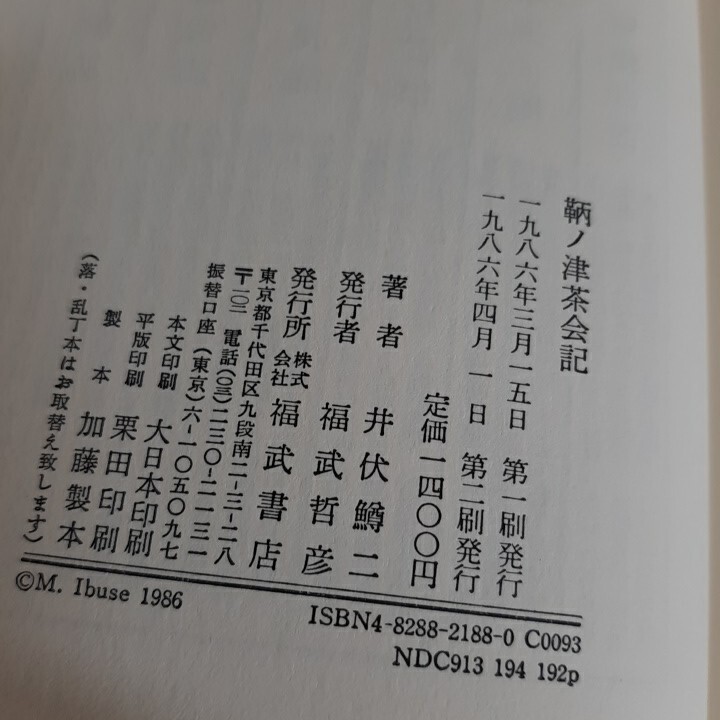 鞆ノ津茶会記
一九八六年三月一五日　第一刷発行
一九八六年四月　一日　第二刷発行
定価一四〇〇円
著者　井伏鱒二
発行者　福武哲彦
発行所　株式会社　福武書店
東京都千代田区九段南二-三-二八
〒一〇二　電話(〇三)二三〇-二一三一
振替口座(東京)六-一〇五〇九七
本文印刷　大日本印刷
平版印刷　栗田印刷
製本　加藤製本
(落・乱丁本はお取替え致します)
©M. Ibuse 1986
ISBN4-8288-2188-0 C0093
NDC913 194 192p